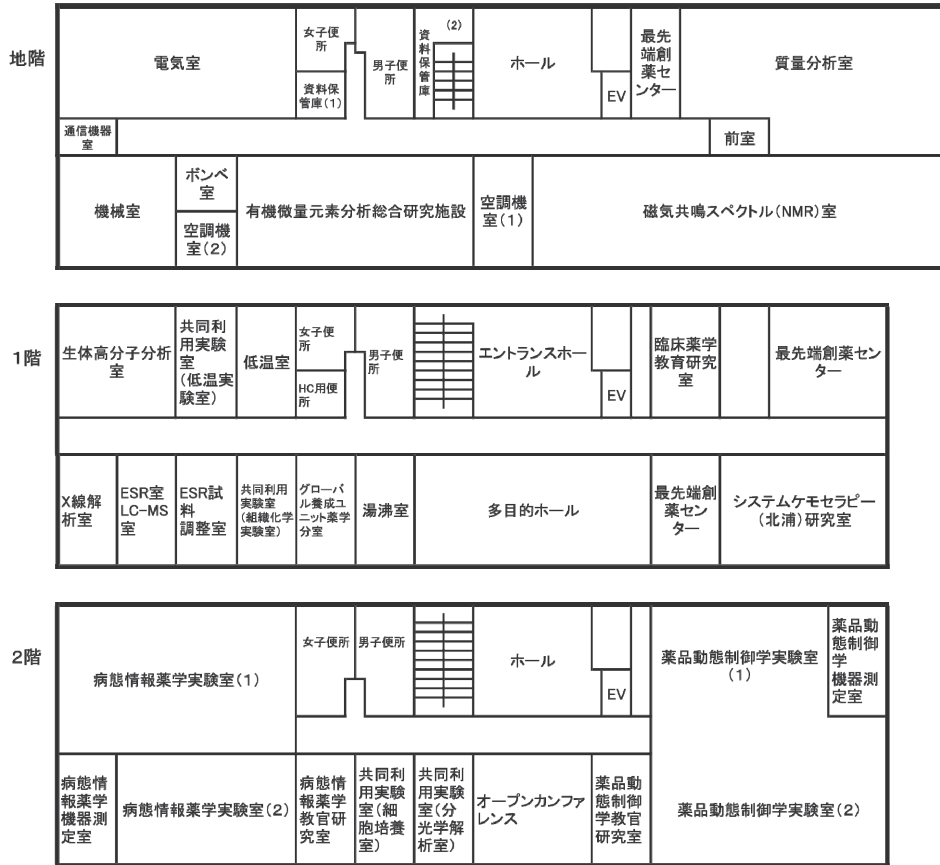 地階
電気室
女子便
所
資料保
管庫(1)
男子便所
資料保管庫
(2)
ホール
EV
最先
端創
薬セ
ンター
質量分析室
通信機器
室
前室
機械室
ボンベ
室
空調機
室(2)
有機微量元素分析総合研究施設
空調機
室(1)
磁気共鳴スペクトル(NMR)室
1階
生体高分子分析
室
共同利
用実験
室
(低温実
験室)
低温室
女子便
所
HC用便
所
男子便
所
エントランスホー
ル
EV
臨床薬学
教育研究
室
最先端創薬セン
ター
X線解
析室
ESR室
LC-MS
室
ESR試
料
調整室
共同利用
実験室
(組織化学
実験室)
グローバ
ル養成ユ
ニット薬学
分室
湯沸室
多目的ホール
最先端創
薬センタ
ー
システムケモセラピー
(北浦)研究室
2階
病態情報薬学実験室(1)
女子便所
男子便所
ホール
EV
薬品動態制御学実験室
(1)
薬品動
態制御
学
機器測
定室
病態情
報薬学
機器測
定室
病態情報薬学実験室(2)
病態情
報薬学
教官研
究室
共同利
用実験
室(細
胞培養
室)
共同利
用実験
室(分
光学解
析室)
オープンカンファ
レンス
薬品動
態制御
学教官
研究室
薬品動態制御学実験室(2)